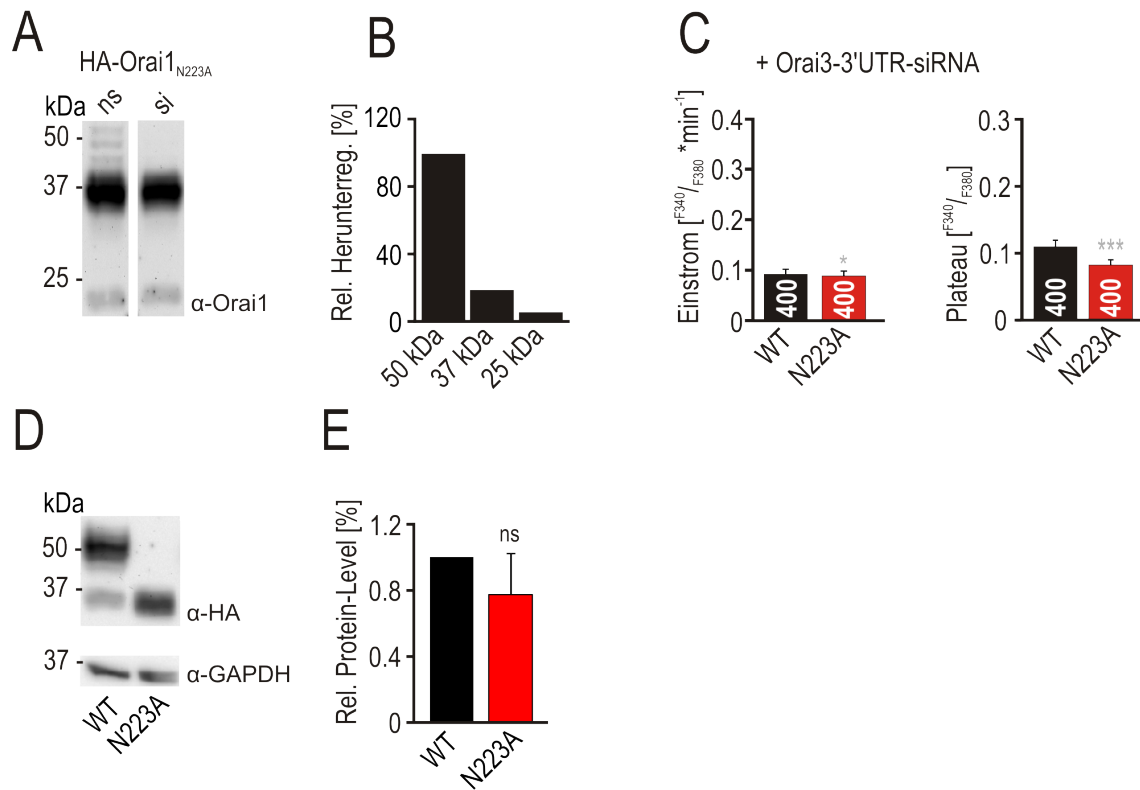 A
HA-Orai1N223A
kDa
ns
si
50
37
25
α-Orai1
B
Rel. Herunterreg. [%]
120
80
40
0
50 kDa
37 kDa
25 kDa
C
+ Orai3-3'UTR-siRNA
Einstrom [F340/F380 *min-1]
0.4
0.3
0.2
0.1
0
400
*
400
WT
N223A
Plateau [F340/F380]
0.3
0.2
0.1
0
400
***
400
WT
N223A
D
kDa
50
37
α-HA
37
α-GAPDH
WT
N223A
E
Rel. Protein-Level [%]
1.2
0.8
0.4
0
ns
WT
N223A